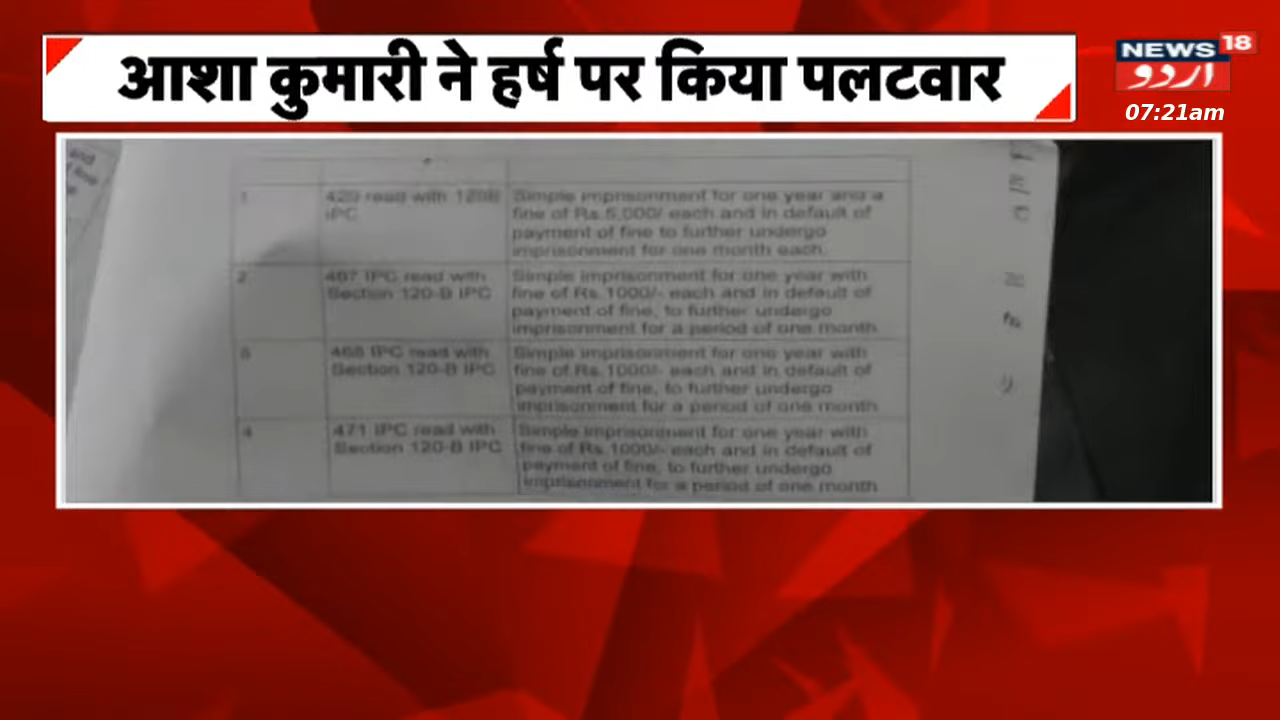 आशा कुमारी ने हर्ष पर किया पलटवार
NEWS 18
اردو
07:21am
and
fine
1
420 read with 120B
IPC
Simple imprisonment for one year and a
fine of Rs.5,000/ each and in default of
payment of fine to further undergo
imprisonment for one month each.
2
467 IPC read with
Section 120-B IPC
Simple imprisonment for one year with
fine of Rs.1000/- each and in default of
payment of fine, to further undergo
imprisonment for a period of one month
3
468 IPC read with
Section 120-B IPC
Simple imprisonment for one year with
fine of Rs.1000/- each and in default of
payment of fine, to further undergo
imprisonment for a period of one month
4
471 IPC read with
Section 120-B IPC
Simple imprisonment for one year with
fine of Rs.1000/- each and in default of
payment of fine, to further undergo
imprisonment for a period of one month